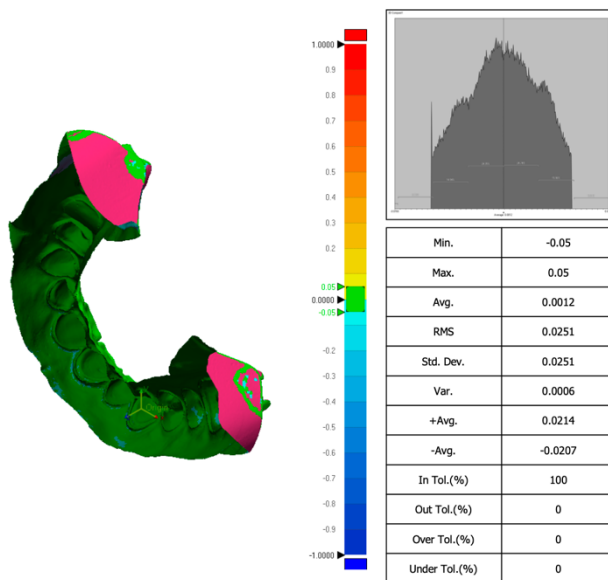 1.0000
0.9
0.8
0.7
0.6
0.5
0.4
0.3
0.2
0.05
0.0000
-0.05
-0.2
-0.3
-0.4
-0.5
-0.6
-0.7
-0.8
-0.9
-1.0000
Min. -0.05
Max. 0.05
Avg. 0.0012
RMS 0.0251
Std. Dev. 0.0251
Var. 0.0006
+Avg. 0.0214
-Avg. -0.0207
In Tol.(%) 100
Out Tol.(%) 0
Over Tol.(%) 0
Under Tol.(%) 0